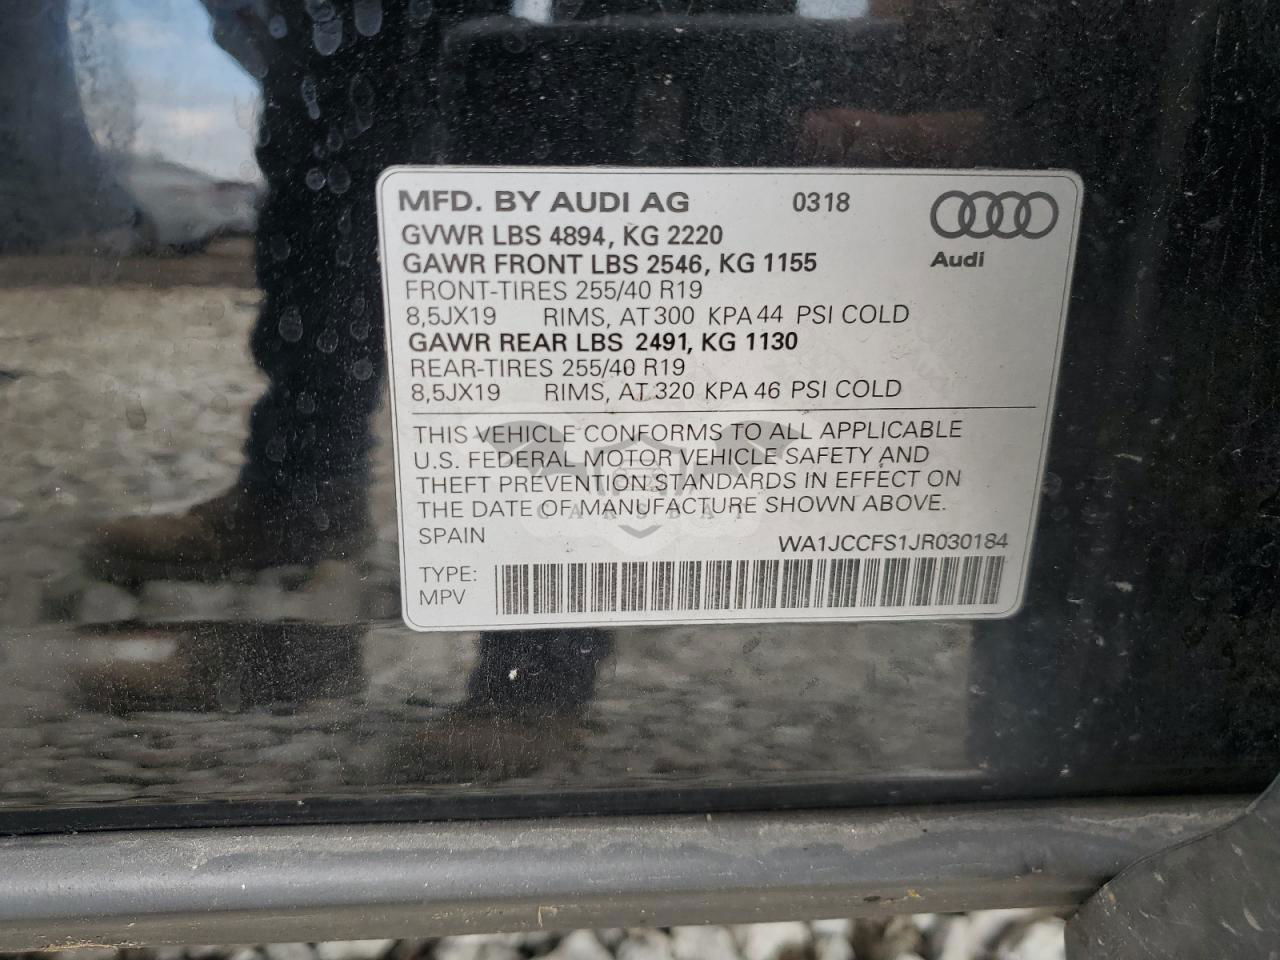 MFD. BY AUDI AG 0318
GVWR LBS 4894, KG 2220
GAWR FRONT LBS 2546, KG 1155
Audi
FRONT-TIRES 255/40 R19
8,5JX19 RIMS, AT 300 KPA 44 PSI COLD
GAWR REAR LBS 2491, KG 1130
REAR-TIRES 255/40 R19
8,5JX19 RIMS, AT 320 KPA 46 PSI COLD
THIS VEHICLE CONFORMS TO ALL APPLICABLE
U.S. FEDERAL MOTOR VEHICLE SAFETY AND
THEFT PREVENTION STANDARDS IN EFFECT ON
THE DATE OF MANUFACTURE SHOWN ABOVE.
CARSBAT
SPAIN WA1JCCFS1JR030184
TYPE:
MPV